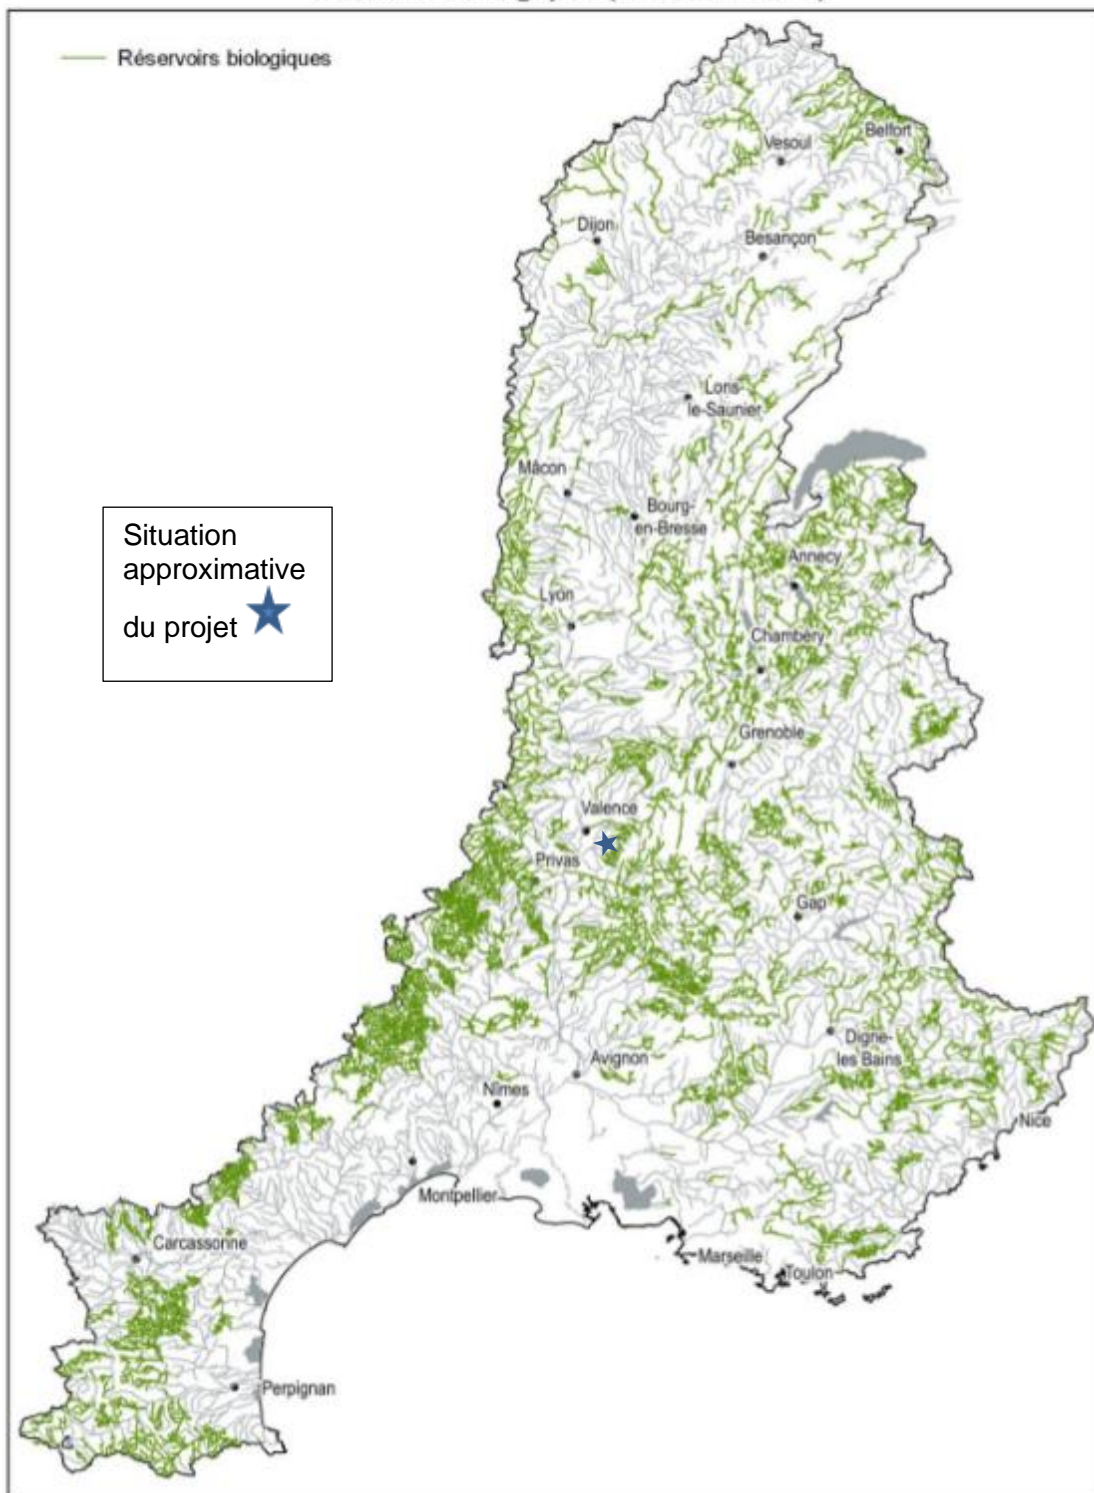 Réservoirs biologiques
Belfort
Vesoul
Dijon
Besançon
Lons-
le-Saunier
Mâcon
Bourg-
en-Bresse
Situation
approximative
du projet
Annecy
Lyon
Chambéry
Grenoble
Valence
Privas
Gap
Digne-
les Bains
Avignon
Nîmes
Nice
Montpellier
Carcassonne
Marseille
Toulon
Perpignan